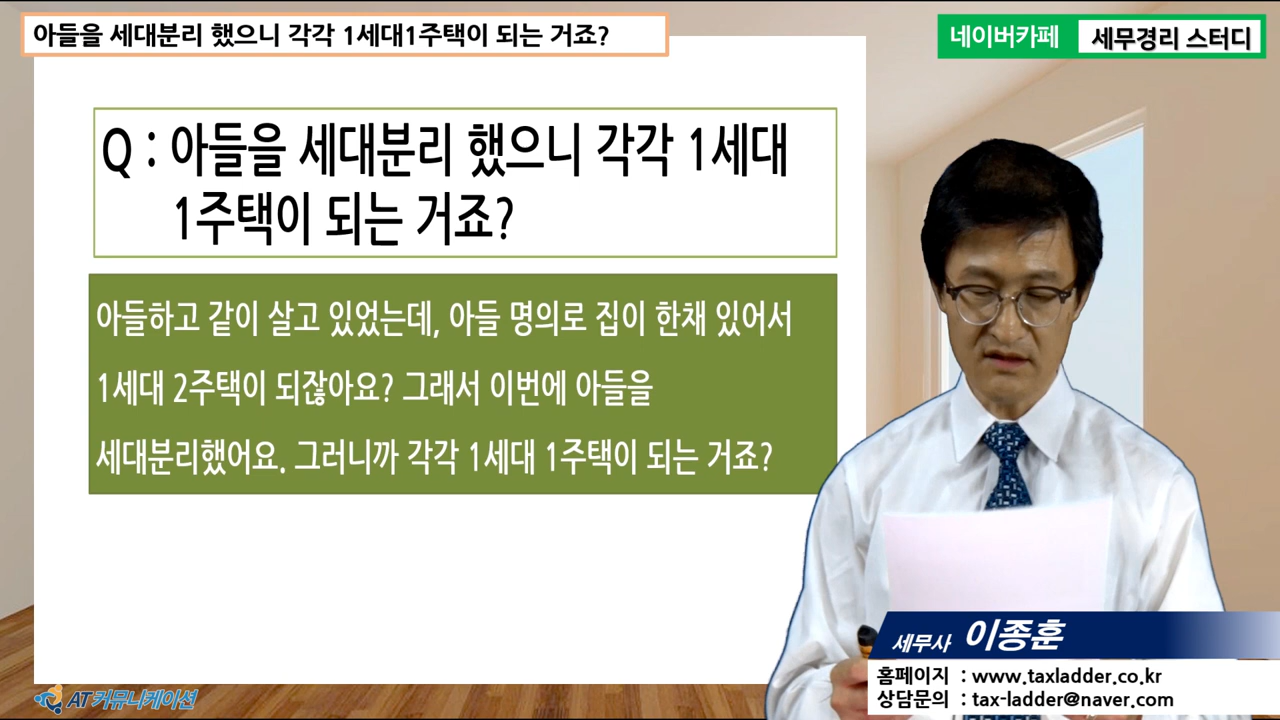 아들을 세대분리 했으니 각각 1세대1주택이 되는 거죠?
네이버카페 세무경리 스터디
Q : 아들을 세대분리 했으니 각각 1세대
1주택이 되는 거죠?
아들하고 같이 살고 있었는데, 아들 명의로 집이 한채 있어서
1세대 2주택이 되잖아요? 그래서 이번에 아들을
세대분리했어요. 그러니까 각각 1세대 1주택이 되는 거죠?
세무사 이종훈
홈페이지 : www.taxladder.co.kr
상담문의 : tax-ladder@naver.com
AT커뮤니케이션